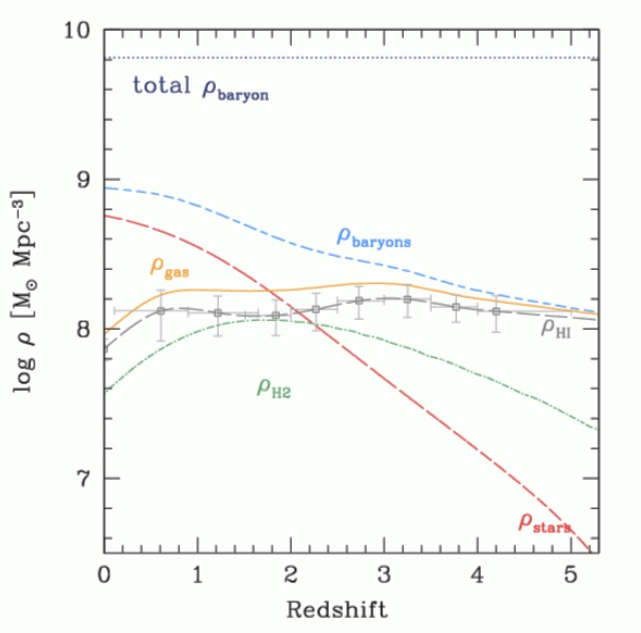 10
total ρbaryon
9
ρbaryons
ρgas
8
ρHI
ρH2
7
ρstars
0 1 2 3 4 5
Redshift
log ρ [M⊙ Mpc⁻³]